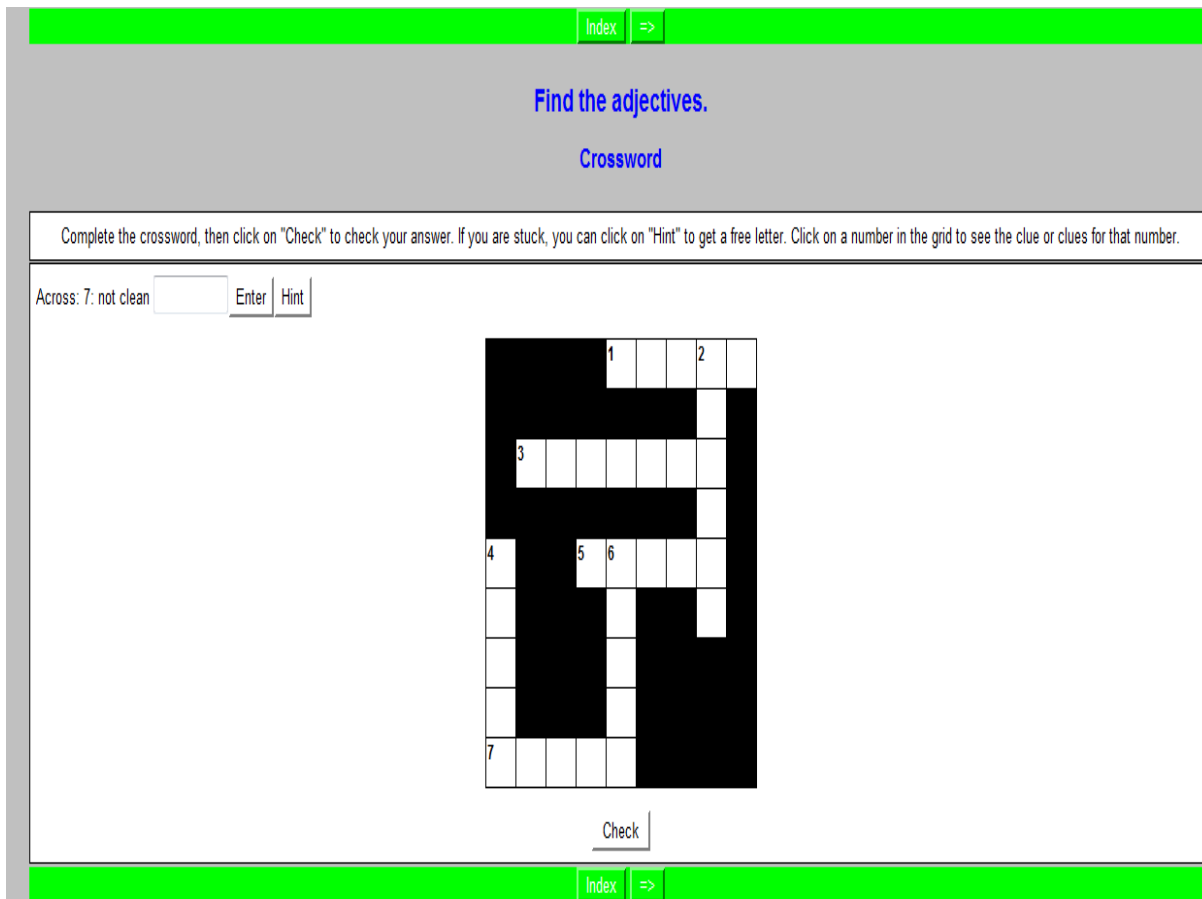 Index =>
Find the adjectives.
Crossword
Complete the crossword, then click on "Check" to check your answer. If you are stuck, you can click on "Hint" to get a free letter. Click on a number in the grid to see the clue or clues for that number.
Across: 7: not clean Enter Hint
1 2
3
4 5 6
7
Check
Index =>